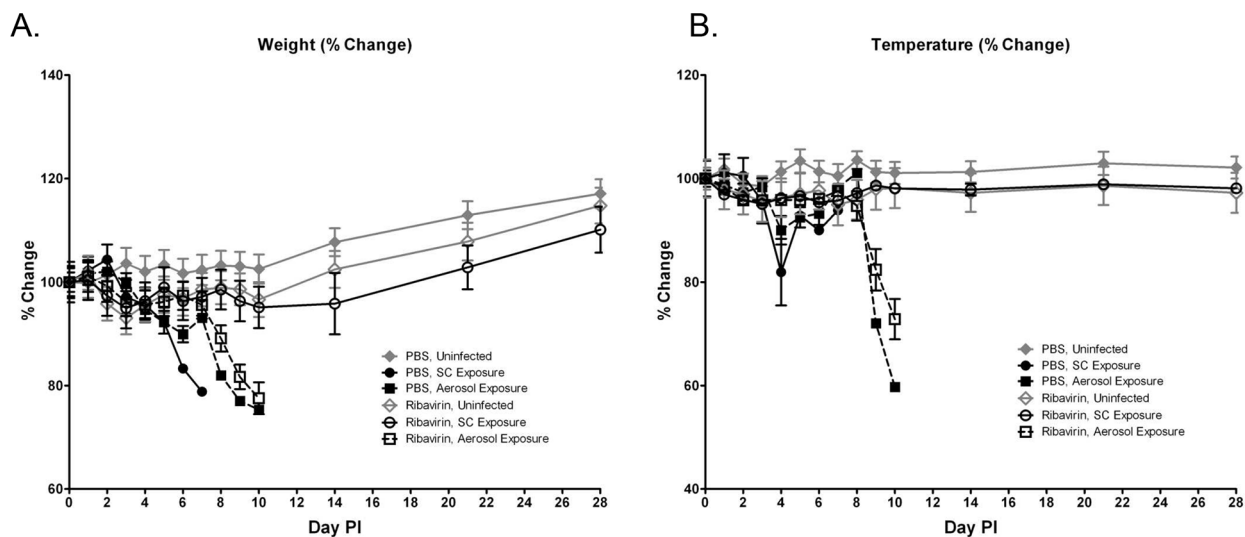 A.
Weight (% Change)
140
120
100
80
60
% Change
0 2 4 6 8 10 12 14 16 18 20 22 24 26 28
Day PI
PBS, Uninfected
PBS, SC Exposure
PBS, Aerosol Exposure
Ribavirin, Uninfected
Ribavirin, SC Exposure
Ribavirin, Aerosol Exposure
B.
Temperature (% Change)
120
100
80
60
40
% Change
0 2 4 6 8 10 12 14 16 18 20 22 24 26 28
Day PI
PBS, Uninfected
PBS, SC Exposure
PBS, Aerosol Exposure
Ribavirin, Uninfected
Ribavirin, SC Exposure
Ribavirin, Aerosol Exposure